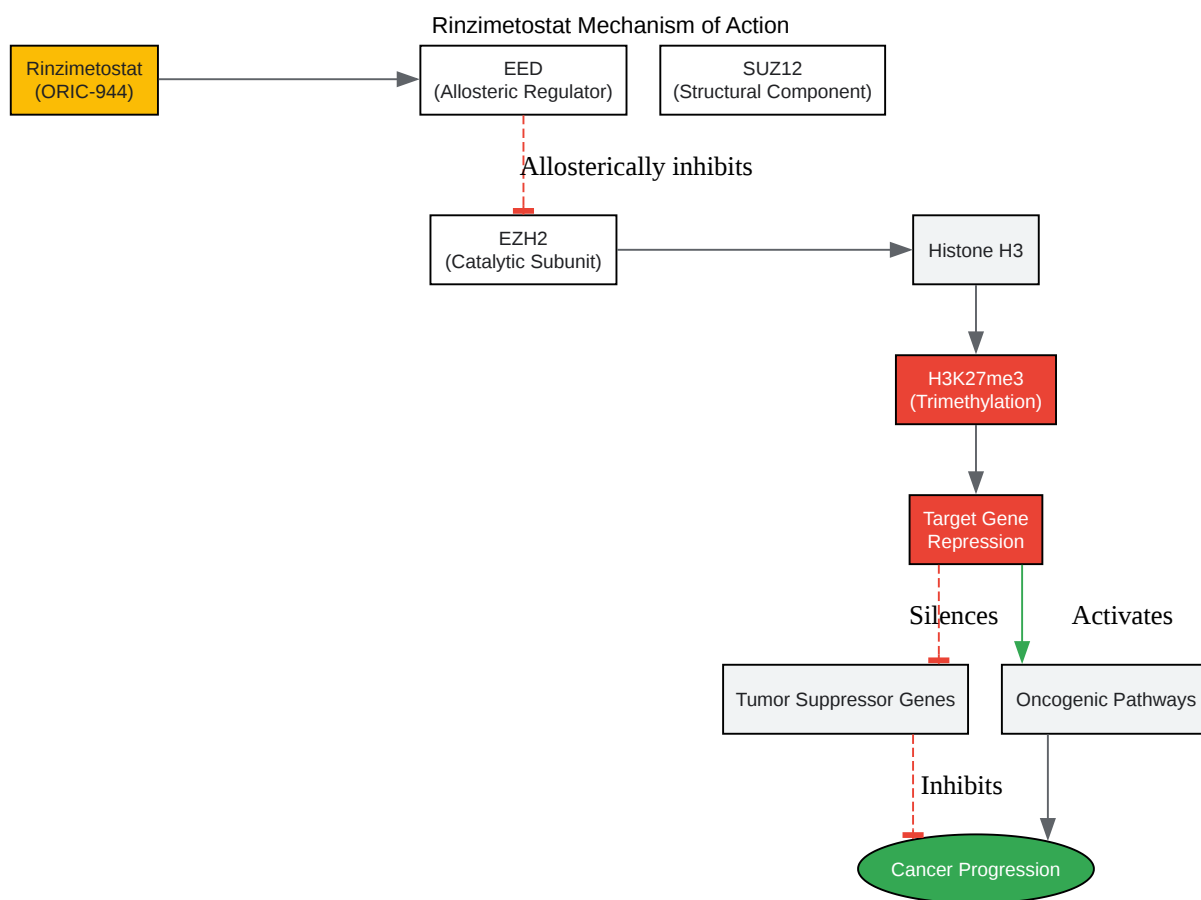 Rinzimetostat Mechanism of Action
Rinzimetostat
(ORIC-944)
EED
(Allosteric Regulator)
SUZ12
(Structural Component)
Allosterically inhibits
EZH2
(Catalytic Subunit)
Histone H3
H3K27me3
(Trimethylation)
Target Gene
Repression
Silences
Activates
Tumor Suppressor Genes
Oncogenic Pathways
Inhibits
Cancer Progression